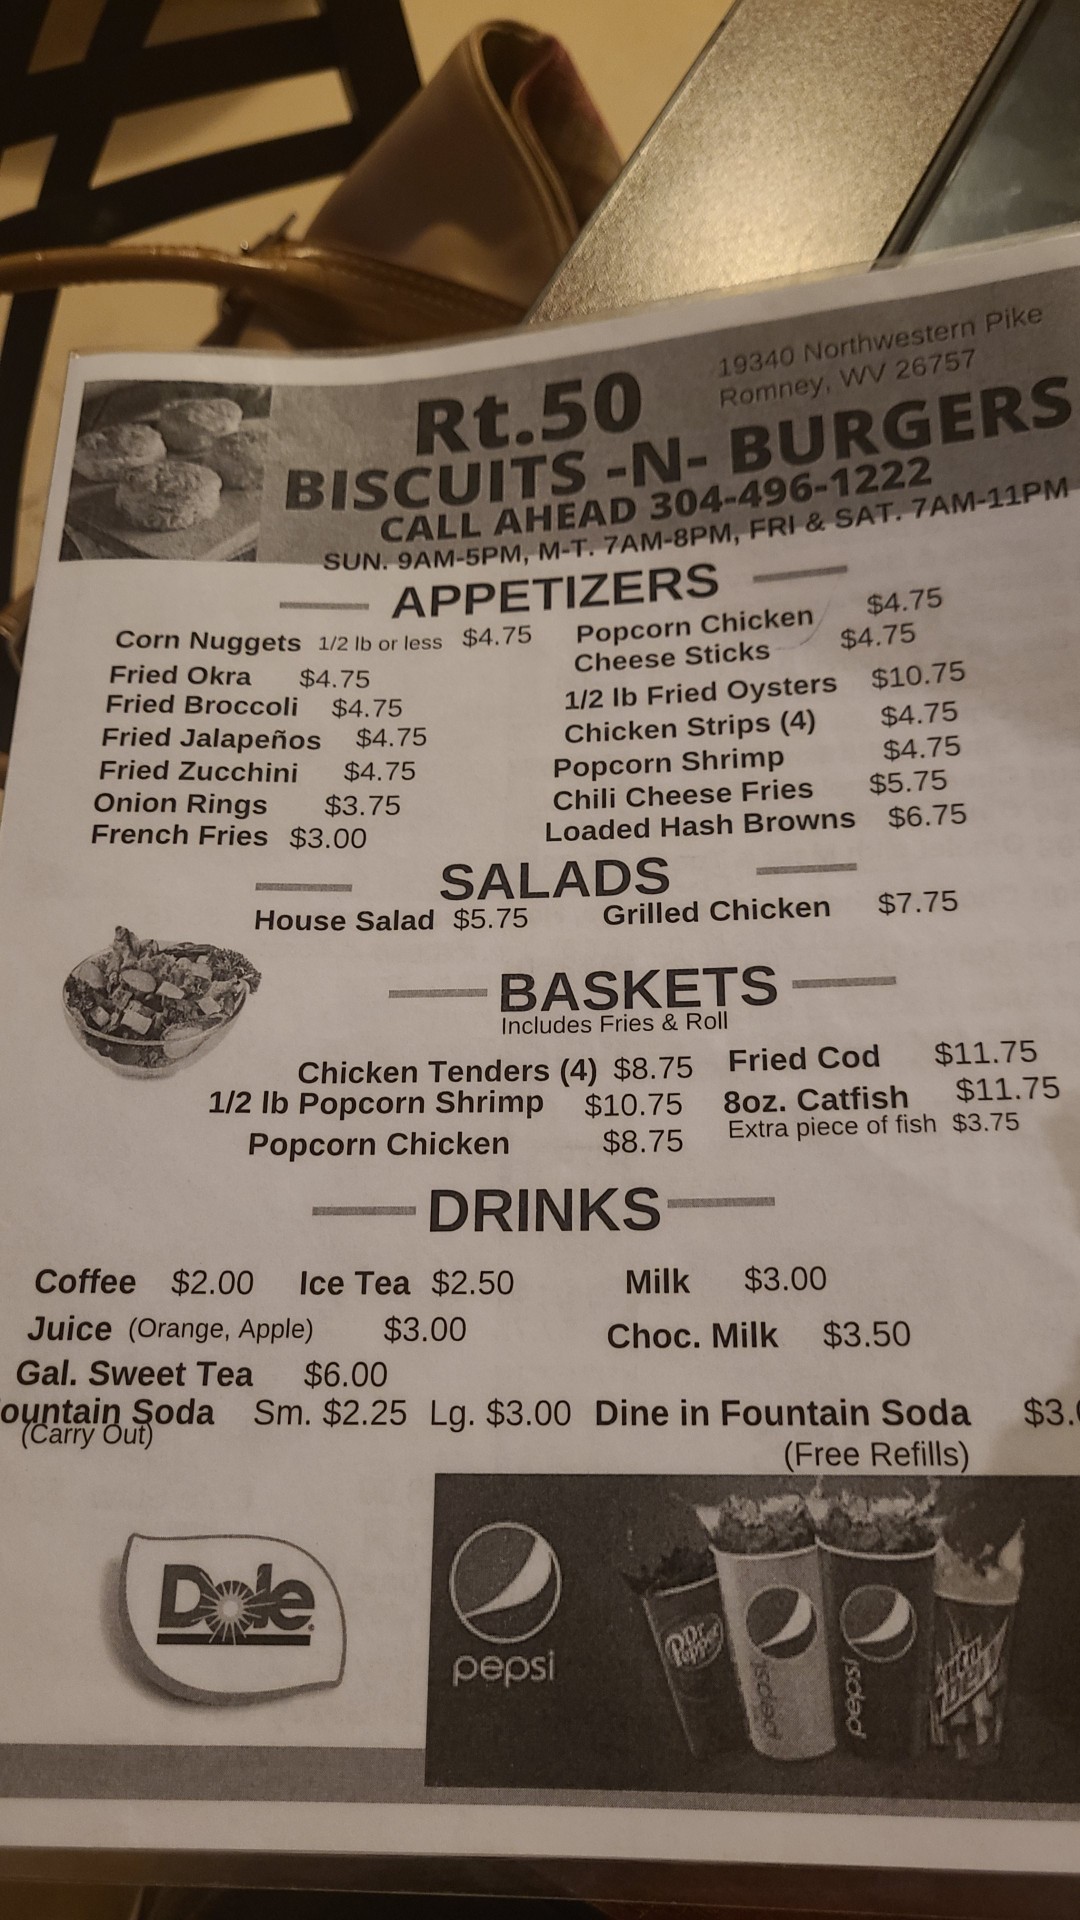 19340 Northwestern Pike
Romney, WV 26757
Rt.50
BISCUITS -N- BURGERS
CALL AHEAD 304-496-1222
SUN. 9AM-5PM, M-T. 7AM-8PM, FRI & SAT. 7AM-11PM
APPETIZERS
Corn Nuggets 1/2 lb or less $4.75
Fried Okra $4.75
Fried Broccoli $4.75
Fried Jalapeños $4.75
Fried Zucchini $4.75
Onion Rings $3.75
French Fries $3.00
Popcorn Chicken $4.75
Cheese Sticks $4.75
1/2 lb Fried Oysters $10.75
Chicken Strips (4) $4.75
Popcorn Shrimp $4.75
Chili Cheese Fries $5.75
Loaded Hash Browns $6.75
SALADS
House Salad $5.75 Grilled Chicken $7.75
BASKETS
Includes Fries & Roll
Chicken Tenders (4) $8.75
1/2 lb Popcorn Shrimp $10.75
Popcorn Chicken $8.75
Fried Cod $11.75
8oz. Catfish $11.75
Extra piece of fish $3.75
DRINKS
Coffee $2.00 Ice Tea $2.50 Milk $3.00
Juice (Orange, Apple) $3.00 Choc. Milk $3.50
Gal. Sweet Tea $6.00
ountain Soda Sm. $2.25 Lg. $3.00 Dine in Fountain Soda $3.
(Carry Out) (Free Refills)
Dole
pepsi
Dr Pepper
pepsi
pepsi
Mtn Dew